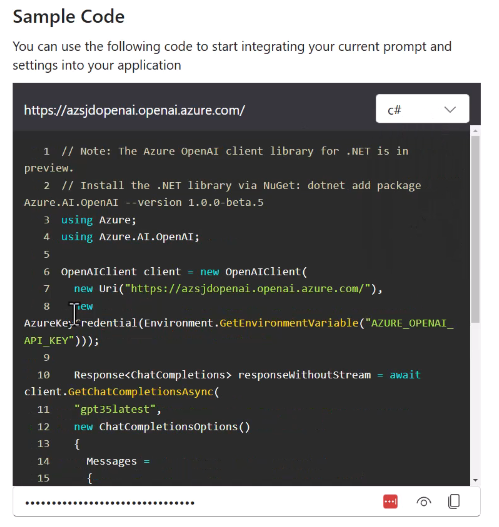 Sample Code
You can use the following code to start integrating your current prompt and
settings into your application
https://azsjdopenai.openai.azure.com/
c#
1 // Note: The Azure OpenAI client library for .NET is in
preview.
2 // Install the .NET library via NuGet: dotnet add package
Azure.AI.OpenAI --version 1.0.0-beta.5
3 using Azure;
4 using Azure.AI.OpenAI;
5
6 OpenAIClient client = new OpenAIClient(
7 new Uri("https://azsjdopenai.openai.azure.com/"),
8 new
AzureKeyCredential(Environment.GetEnvironmentVariable("AZURE_OPENAI_
API_KEY")));
9
10 Response<ChatCompletions> responseWithoutStream = await
client.GetChatCompletionsAsync(
11 "gpt35latest",
12 new ChatCompletionsOptions()
13 {
14 Messages =
15 {